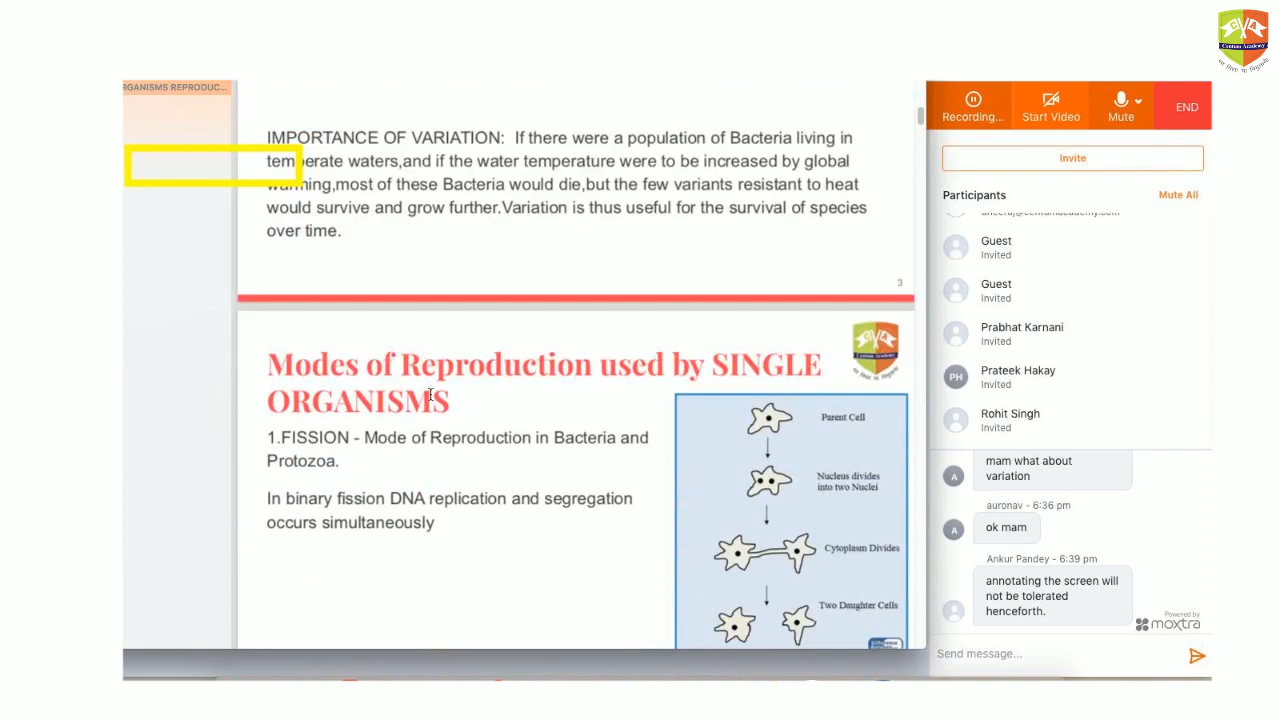 RGANISMS REPRODUC...
IMPORTANCE OF VARIATION: If there were a population of Bacteria living in
temperate waters,and if the water temperature were to be increased by global
warming,most of these Bacteria would die,but the few variants resistant to heat
would survive and grow further.Variation is thus useful for the survival of species
over time.
3
Modes of Reproduction used by SINGLE
ORGANISMS
1.FISSION - Mode of Reproduction in Bacteria and
Protozoa.
In binary fission DNA replication and segregation
occurs simultaneously
Parent Cell
Nucleus divides
into two Nuclei
Cytoplasm Divides
Two Daughter Cells
Centum Academy
Recording...
Start Video
Mute
END
Invite
Participants
Mute All
Guest
Invited
Guest
Invited
Prabhat Karnani
Invited
PH
Prateek Hakay
Invited
Rohit Singh
Invited
A
mam what about
variation
auronav - 6:36 pm
A
ok mam
Ankur Pandey - 6:39 pm
annotating the screen will
not be tolerated
henceforth.
Powered by
moxtra
Send message...